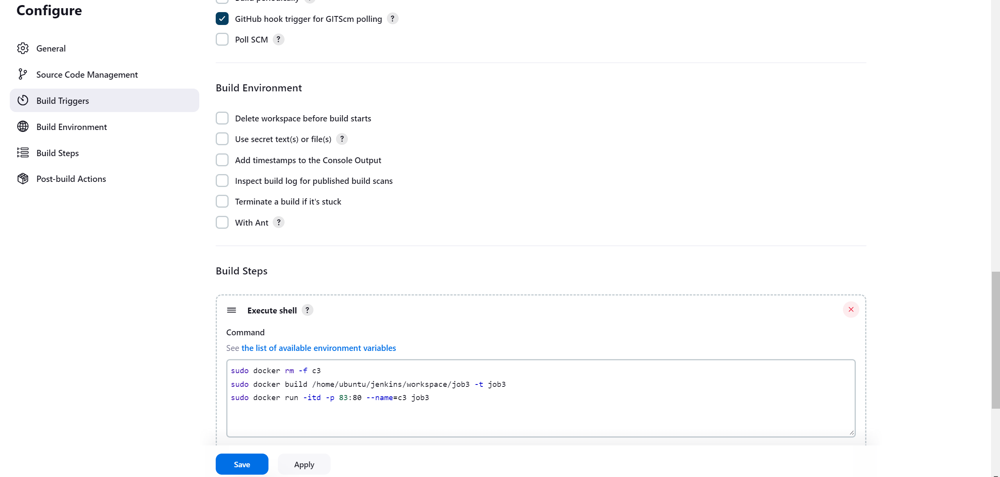 Configure
General
Source Code Management
Build Triggers
Build Environment
Build Steps
Post-build Actions
Build periodically ?
GitHub hook trigger for GITScm polling ?
Poll SCM ?
Build Environment
Delete workspace before build starts
Use secret text(s) or file(s) ?
Add timestamps to the Console Output
Inspect build log for published build scans
Terminate a build if it's stuck
With Ant ?
Build Steps
Execute shell ?
Command
See the list of available environment variables
sudo docker rm -f c3
sudo docker build /home/ubuntu/jenkins/workspace/job3 -t job3
sudo docker run -itd -p 83:80 --name=c3 job3
Save
Apply